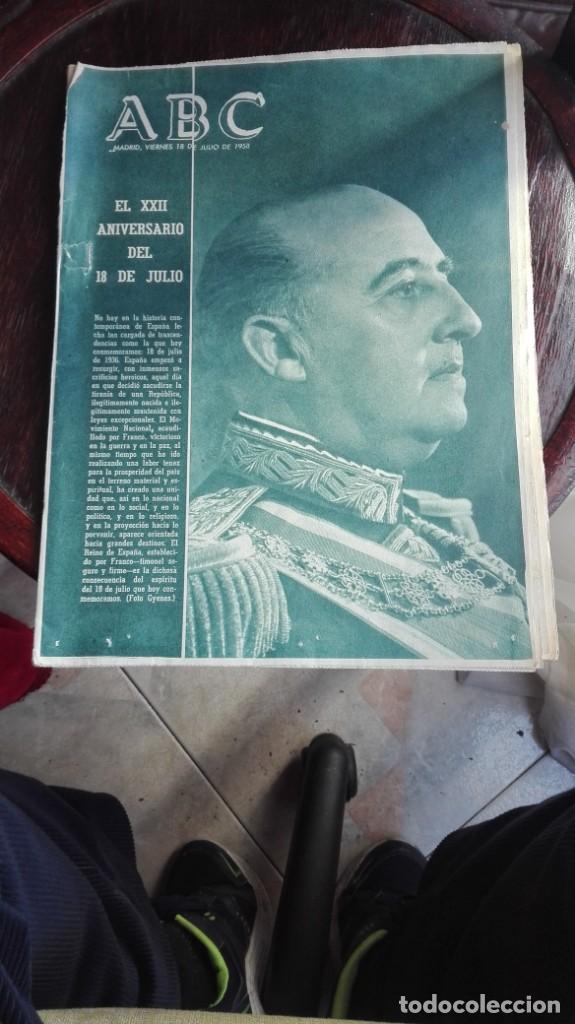 ABC
MADRID, VIERNES 18 DE JULIO DE 1958
EL XXII
ANIVERSARIO
DEL
18 DE JULIO
No hay en la historia con-
temporánea de España fe-
cha tan cargada de trascen-
dencias como la que hoy
conmemoramos: 18 de julio
de 1936. España empezó a
resurgir, con inmensos sa-
crificios heroicos, aquel día
en que decidió sacudirse la
tiranía de una República,
ilegítimamente nacida e ile-
gítimamente mantenida con
leyes excepcionales. El Mo-
vimiento Nacional, acaudi-
llado por Franco, victorioso
en la guerra y en la paz, al
mismo tiempo que ha ido
realizando una labor tenaz
para la prosperidad del país
en el terreno material y es-
piritual, ha creado una uni-
dad que, así en lo nacional
como en lo social, y en lo
político, y en lo religioso,
y en la proyección hacia lo
porvenir, aparece orientada
hacia grandes destinos. El
Reino de España, estableci-
do por Franco—timonel se-
guro y firme—es la dichosa
consecuencia del espíritu
del 18 de julio que hoy con-
memoramos. (Foto Gyenes.)
todocoleccion